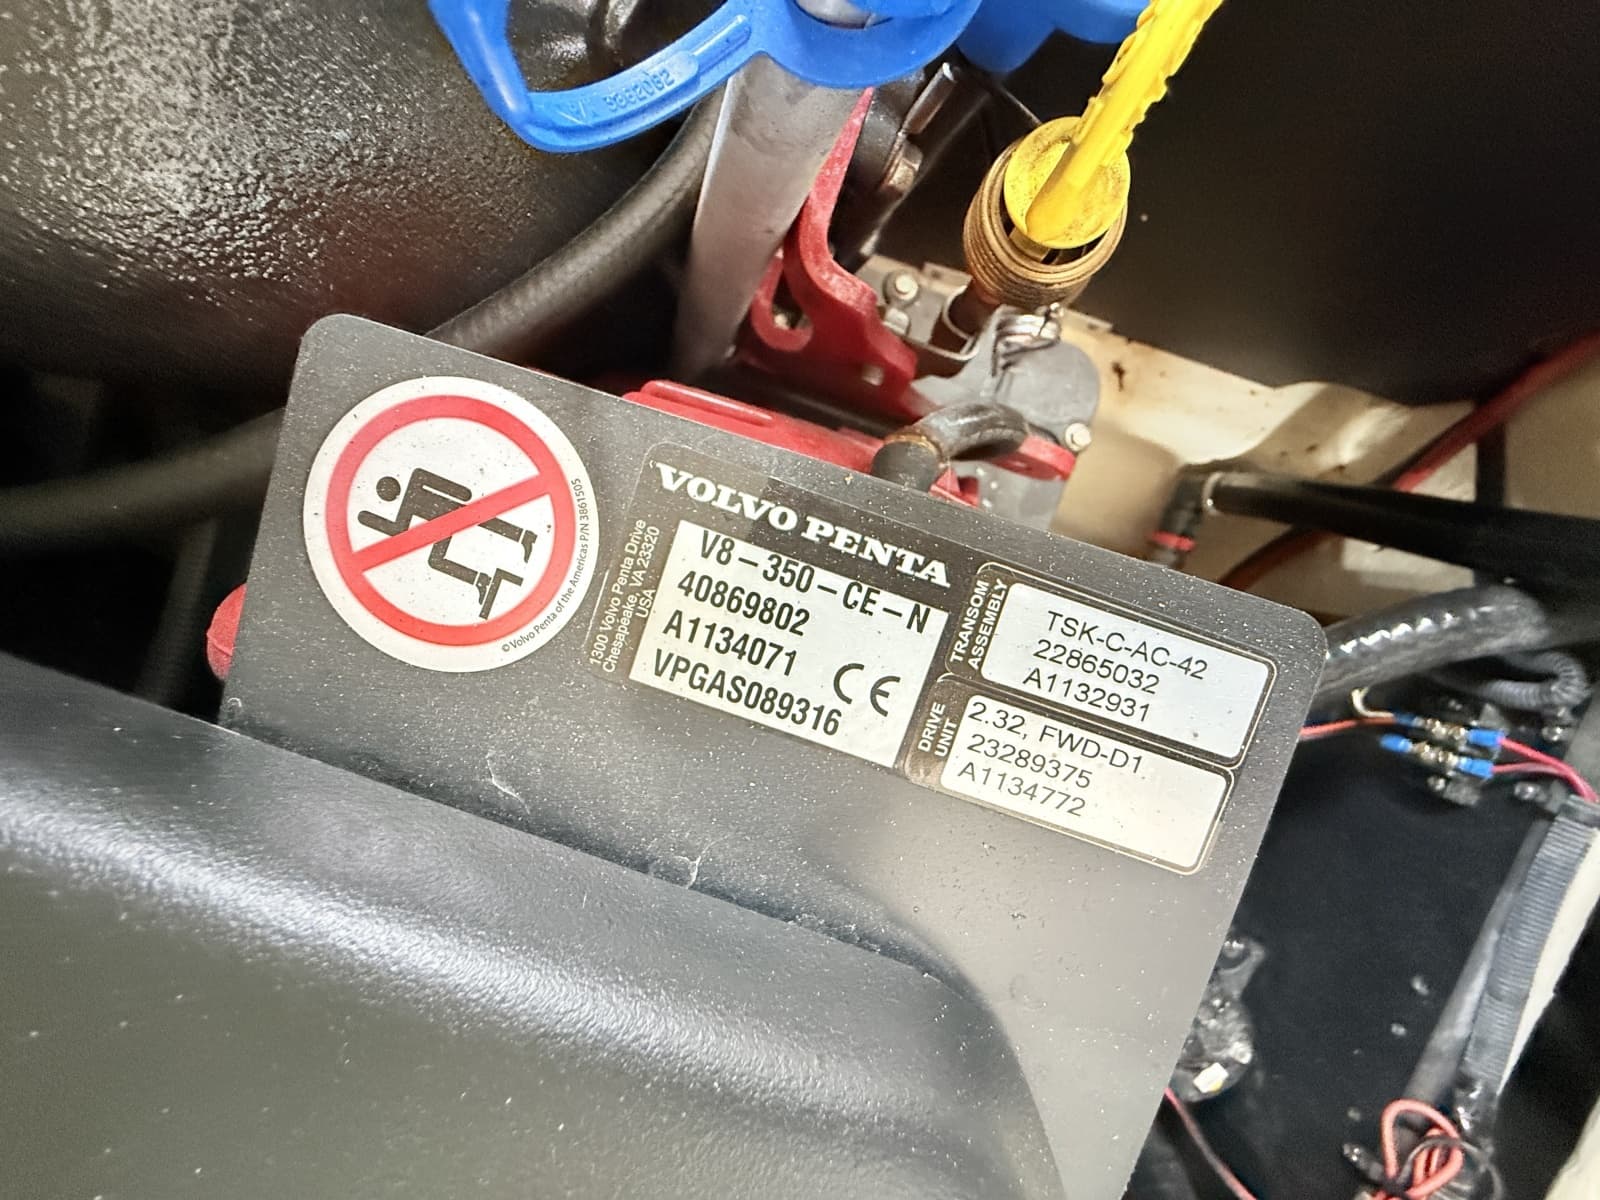 3862082
©Volvo Penta of the Americas P/N 3861505
VOLVO PENTA
1300 Volvo Penta Drive
Chesapeake, VA 23320
USA
V8-350-CE-N
40869802
A1134071
VPGAS089316
CE
TRANSOM
ASSEMBLY
TSK-C-AC-42
22865032
A1132931
DRIVE
UNIT
2.32, FWD-D1
23289375
A1134772